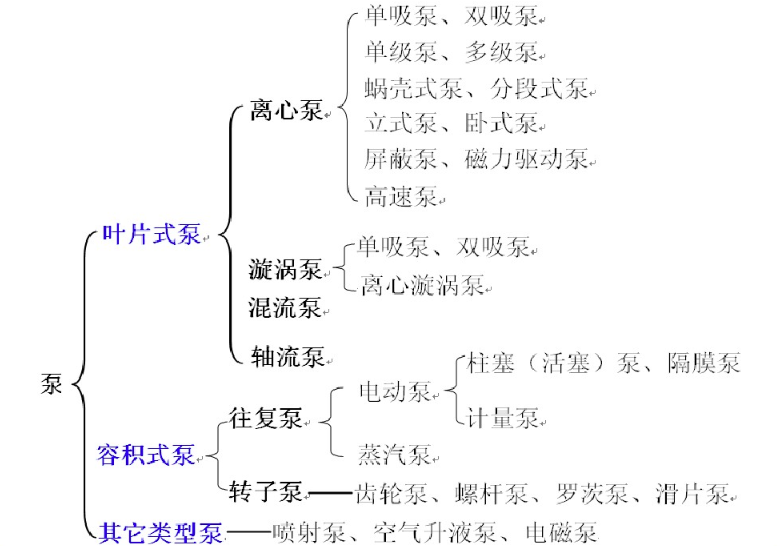 单吸泵、双吸泵
单级泵、多级泵
蜗壳式泵、分段式泵
离心泵
立式泵、卧式泵
屏蔽泵、磁力驱动泵
高速泵
叶片式泵
单吸泵、双吸泵
漩涡泵
离心漩涡泵
混流泵
轴流泵
柱塞（活塞）泵、隔膜泵
泵
电动泵
往复泵
计量泵
容积式泵
蒸汽泵
转子泵
齿轮泵、螺杆泵、罗茨泵、滑片泵
其它类型泵
喷射泵、空气升液泵、电磁泵